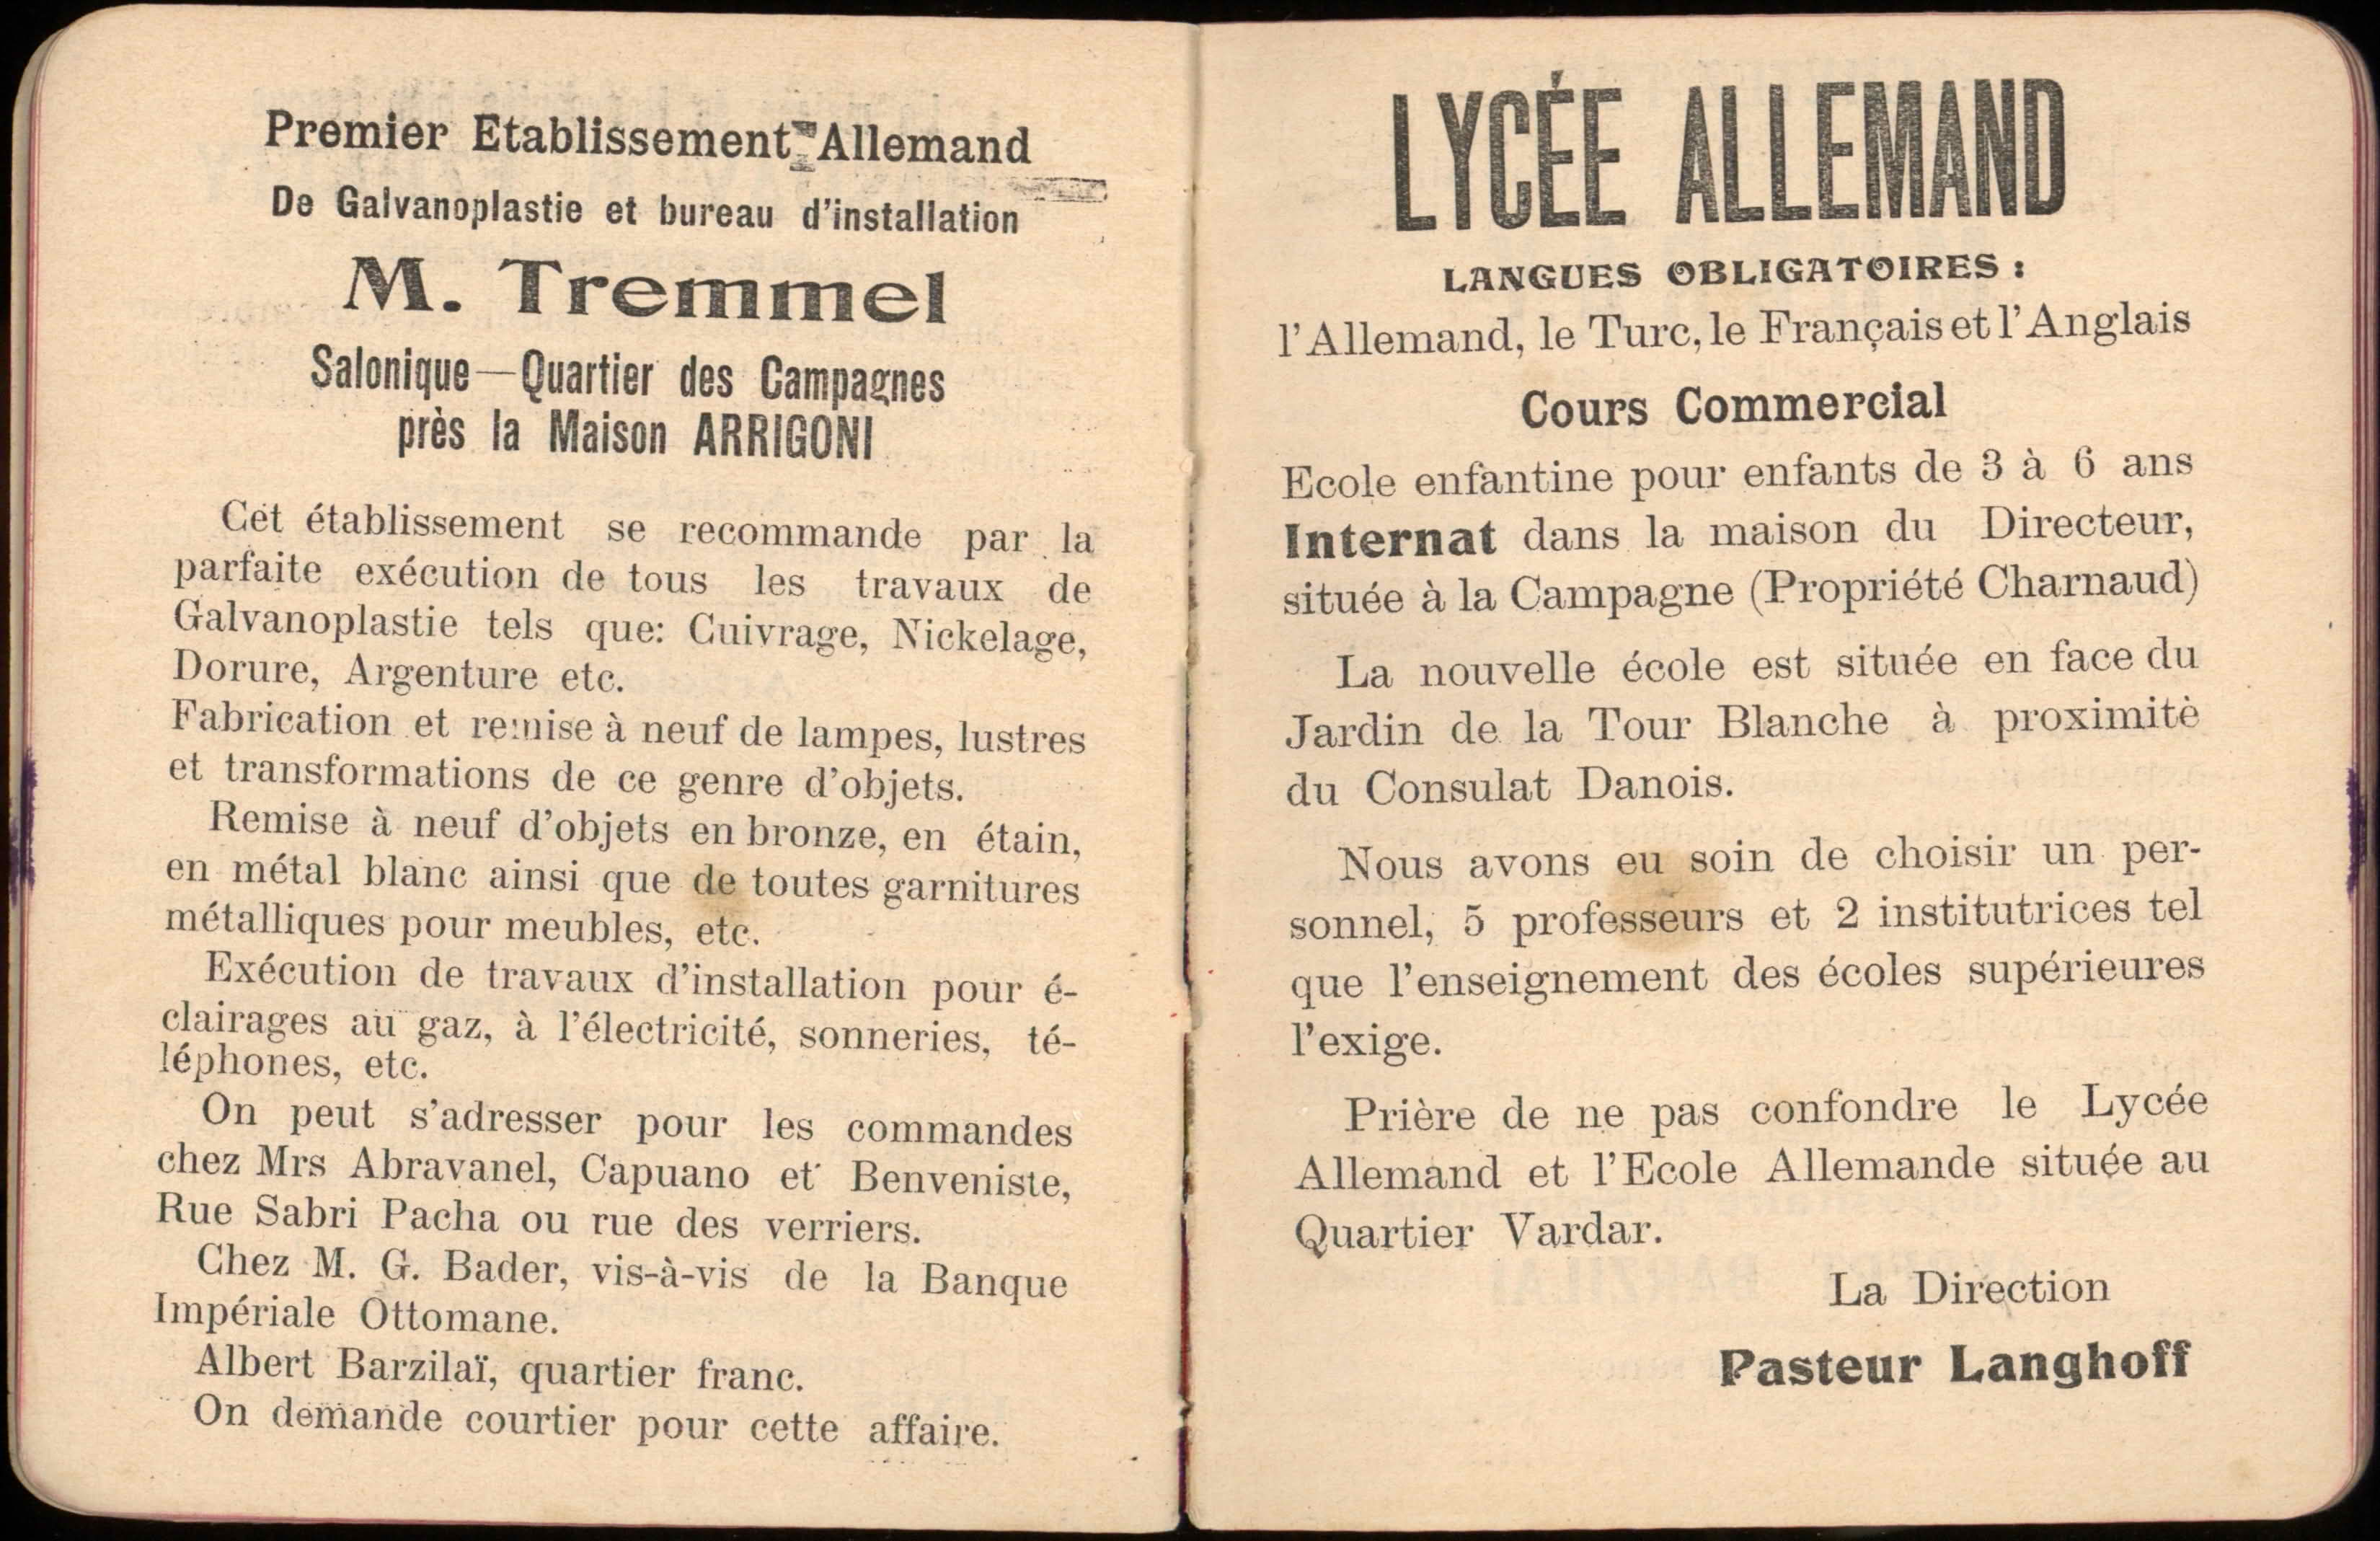 Premier Etablissement Allemand
De Galvanoplastie et bureau d'installation
M. Tremmel
Salonique—Quartier des Campagnes
près la Maison ARRIGONI
Cet établissement se recommande par la
parfaite exécution de tous les travaux de
Galvanoplastie tels que: Cuivrage, Nickelage,
Dorure, Argenture etc.
Fabrication et remise à neuf de lampes, lustres
et transformations de ce genre d'objets.
Remise à neuf d'objets en bronze, en étain,
en métal blanc ainsi que de toutes garnitures
métalliques pour meubles, etc.
Exécution de travaux d'installation pour é-
clairages au gaz, à l'électricité, sonneries, té-
léphones, etc.
On peut s'adresser pour les commandes
chez Mrs Abravanel, Capuano et Benveniste,
Rue Sabri Pacha ou rue des verriers.
Chez M. G. Bader, vis-à-vis de la Banque
Impériale Ottomane.
Albert Barzilaï, quartier franc.
On demande courtier pour cette affaire.
LYCÉE ALLEMAND
LANGUES OBLIGATOIRES :
l'Allemand, le Turc, le Français et l'Anglais
Cours Commercial
Ecole enfantine pour enfants de 3 à 6 ans
Internat dans la maison du Directeur,
située à la Campagne (Propriété Charnaud)
La nouvelle école est située en face du
Jardin de la Tour Blanche à proximité
du Consulat Danois.
Nous avons eu soin de choisir un per-
sonnel, 5 professeurs et 2 institutrices tel
que l'enseignement des écoles supérieures
l'exige.
Prière de ne pas confondre le Lycée
Allemand et l'Ecole Allemande située au
Quartier Vardar.
La Direction
Pasteur Langhoff